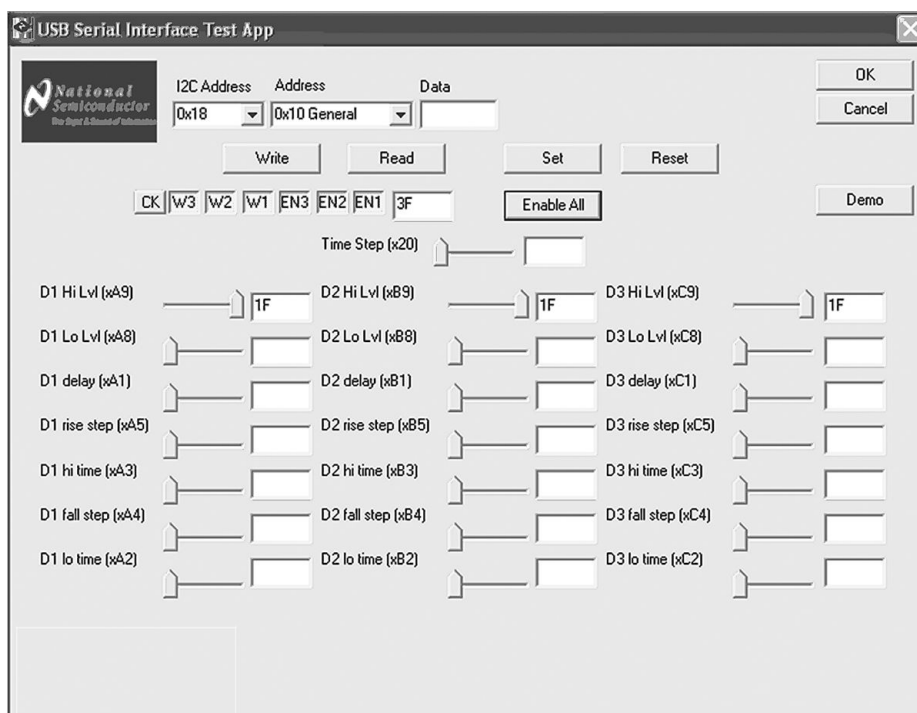 USB Serial Interface Test App
National
Semiconductor
The Sight & Sound of Information
I2C Address Address Data
0x18 0x10 General
OK
Cancel
Write Read Set Reset
CK W3 W2 W1 EN3 EN2 EN1 3F Enable All Demo
Time Step (x20)
D1 Hi Lvl (xA9) 1F D2 Hi Lvl (xB9) 1F D3 Hi Lvl (xC9) 1F
D1 Lo Lvl (xA8) D2 Lo Lvl (xB8) D3 Lo Lvl (xC8)
D1 delay (xA1) D2 delay (xB1) D3 delay (xC1)
D1 rise step (xA5) D2 rise step (xB5) D3 rise step (xC5)
D1 hi time (xA3) D2 hi time (xB3) D3 hi time (xC3)
D1 fall step (xA4) D2 fall step (xB4) D3 fall step (xC4)
D1 lo time (xA2) D2 lo time (xB2) D3 lo time (xC2)